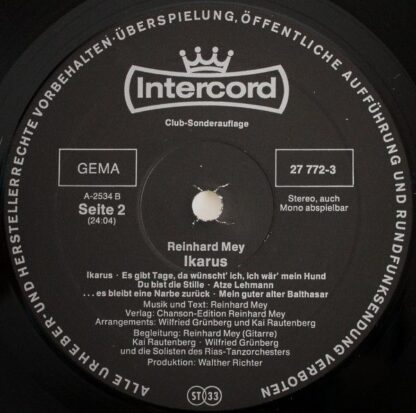 ALLE URHEBER- UND HERSTELLERRECHTE VORBEHALTEN · ÜBERSPIELUNG, ÖFFENTLICHE AUFFÜHRUNG UND RUNDFUNKSENDUNG VERBOTEN
Intercord
Club-Sonderauflage
GEMA
27 772-3
A-2534 B
Seite 2
(24:04)
Stereo, auch
Mono abspielbar
Reinhard Mey
Ikarus
Ikarus · Es gibt Tage, da wünscht' ich, ich wär' mein Hund
Du bist die Stille · Atze Lehmann
. . . es bleibt eine Narbe zurück · Mein guter alter Balthasar
Musik und Text: Reinhard Mey
Verlag: Chanson-Edition Reinhard Mey
Arrangements: Wilfried Grünberg und Kai Rautenberg
Begleitung: Reinhard Mey (Gitarre)
Kai Rautenberg · Wilfried Grünberg
und die Solisten des Rias-Tanzorchesters
Produktion: Walther Richter
ST 33